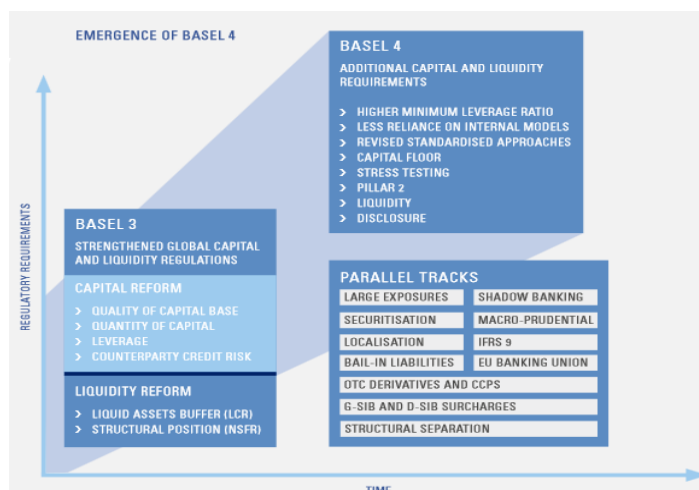 EMERGENCE OF BASEL 4
BASEL 4
ADDITIONAL CAPITAL AND LIQUIDITY
REQUIREMENTS
> HIGHER MINIMUM LEVERAGE RATIO
> LESS RELIANCE ON INTERNAL MODELS
> REVISED STANDARDISED APPROACHES
> CAPITAL FLOOR
> STRESS TESTING
> PILLAR 2
> LIQUIDITY
> DISCLOSURE
REGULATORY REQUIREMENTS
BASEL 3
STRENGTHENED GLOBAL CAPITAL
AND LIQUIDITY REGULATIONS
CAPITAL REFORM
> QUALITY OF CAPITAL BASE
> QUANTITY OF CAPITAL
> LEVERAGE
> COUNTERPARTY CREDIT RISK
LIQUIDITY REFORM
> LIQUID ASSETS BUFFER (LCR)
> STRUCTURAL POSITION (NSFR)
PARALLEL TRACKS
LARGE EXPOSURES
SHADOW BANKING
SECURITISATION
MACRO-PRUDENTIAL
LOCALISATION
IFRS 9
BAIL-IN LIABILITIES
EU BANKING UNION
OTC DERIVATIVES AND CCPS
G-SIB AND D-SIB SURCHARGES
STRUCTURAL SEPARATION
TIME